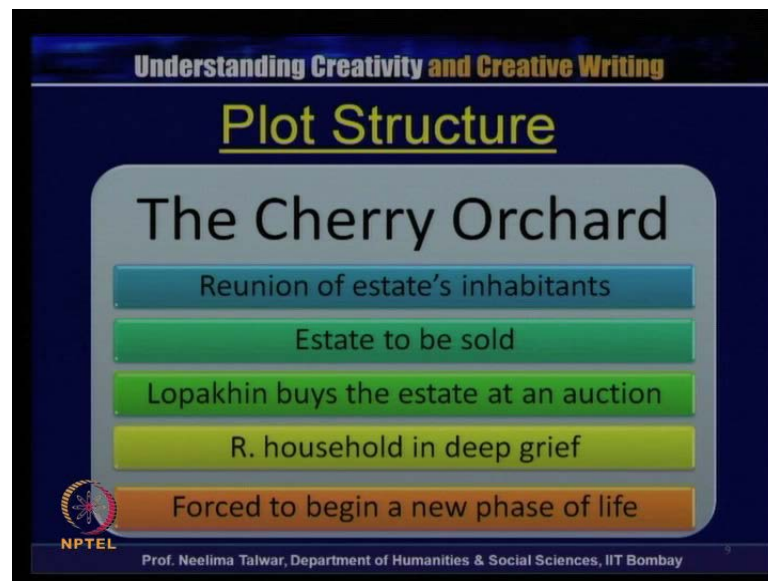 Understanding Creativity and Creative Writing
Plot Structure
The Cherry Orchard
Reunion of estate's inhabitants
Estate to be sold
Lopakhin buys the estate at an auction
R. household in deep grief
Forced to begin a new phase of life
NPTEL
Prof. Neelima Talwar, Department of Humanities & Social Sciences, IIT Bombay
9